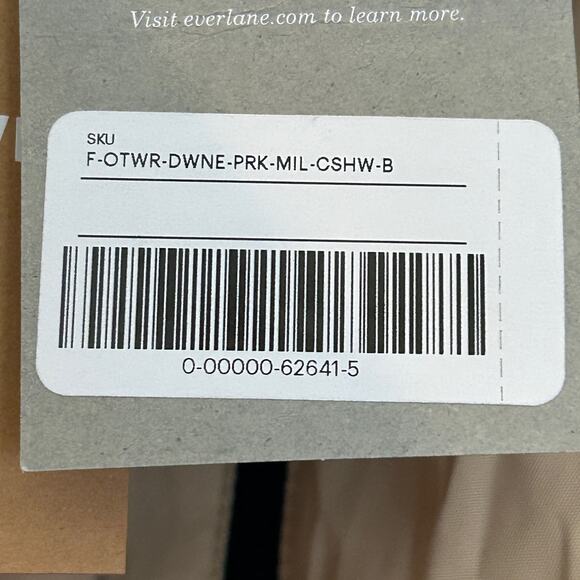 Visit everlane.com to learn more.
SKU
F-OTWR-DWNE-PRK-MIL-CSHW-B
0-00000-62641-5